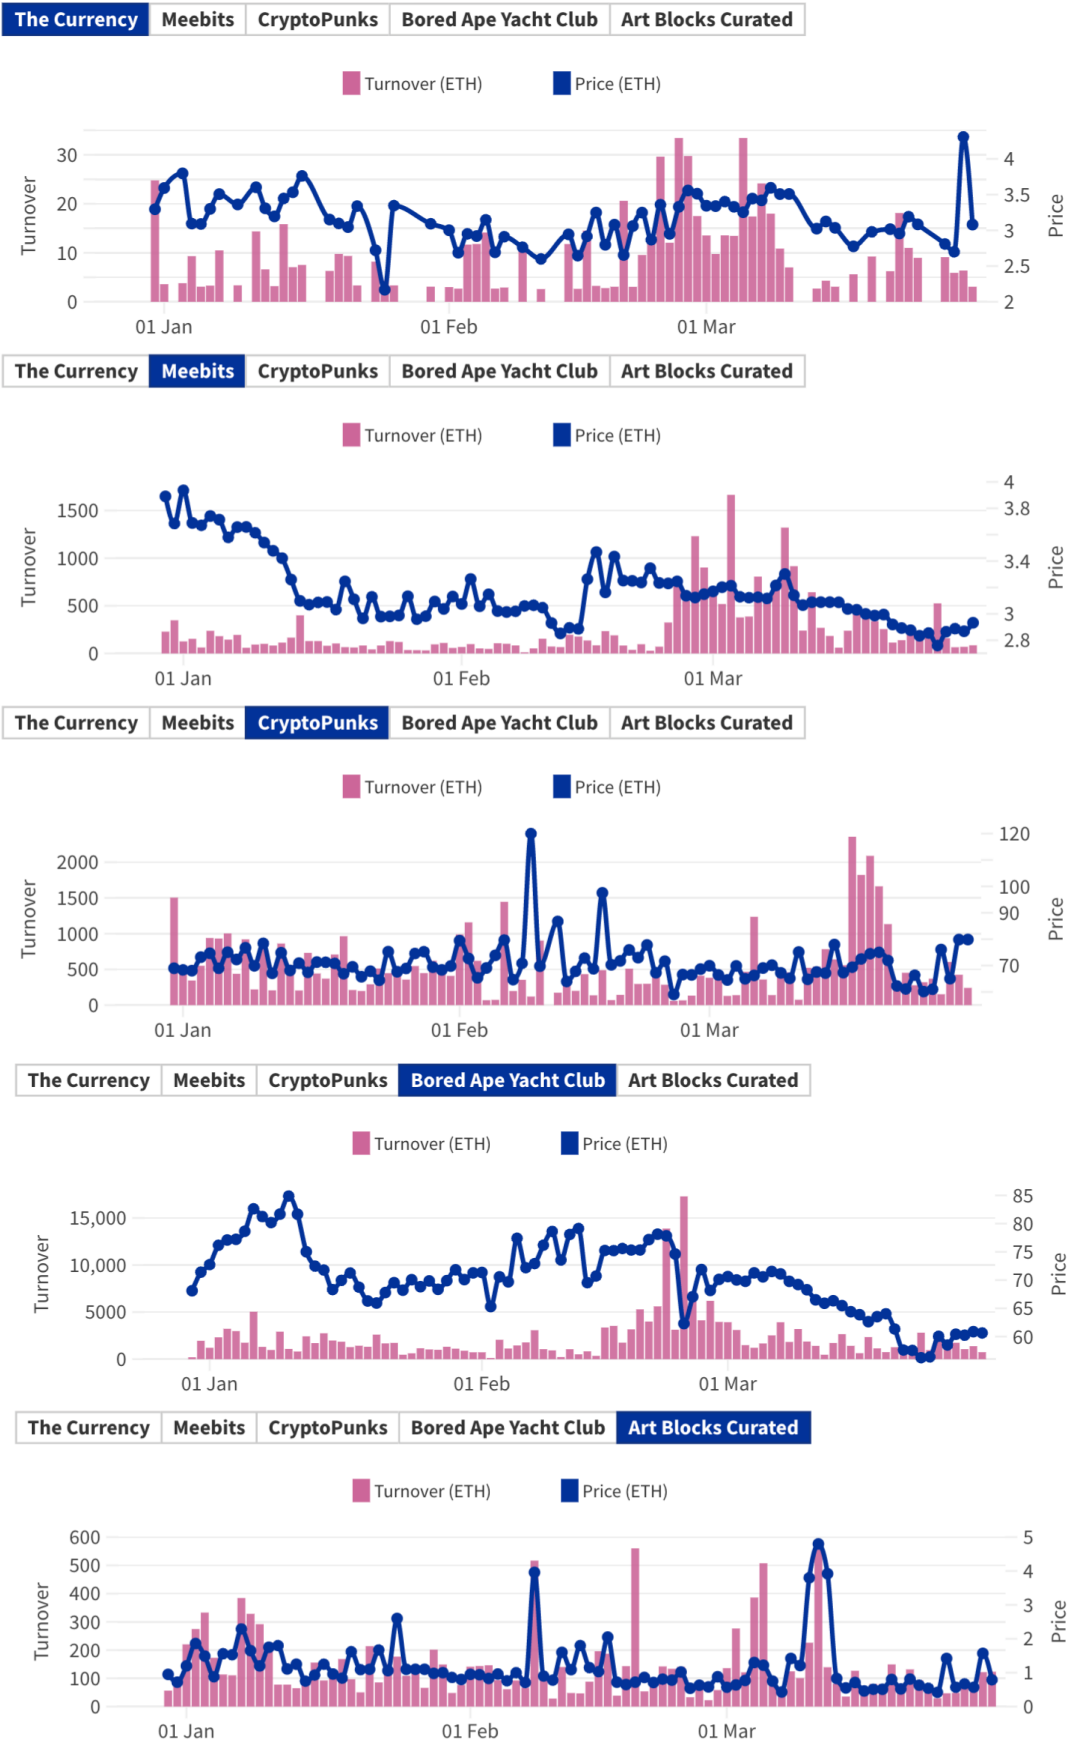 The Currency Meebits CryptoPunks Bored Ape Yacht Club Art Blocks Curated
Turnover (ETH) Price (ETH)
Turnover
30
20
10
0
4
3.5
3
2.5
2
Price
01 Jan 01 Feb 01 Mar
The Currency Meebits CryptoPunks Bored Ape Yacht Club Art Blocks Curated
Turnover (ETH) Price (ETH)
Turnover
1500
1000
500
0
4
3.8
3.4
3
2.8
Price
01 Jan 01 Feb 01 Mar
The Currency Meebits CryptoPunks Bored Ape Yacht Club Art Blocks Curated
Turnover (ETH) Price (ETH)
Turnover
2000
1500
1000
500
0
120
100
90
70
Price
01 Jan 01 Feb 01 Mar
The Currency Meebits CryptoPunks Bored Ape Yacht Club Art Blocks Curated
Turnover (ETH) Price (ETH)
Turnover
15,000
10,000
5000
0
85
80
75
70
65
60
Price
01 Jan 01 Feb 01 Mar
The Currency Meebits CryptoPunks Bored Ape Yacht Club Art Blocks Curated
Turnover (ETH) Price (ETH)
Turnover
600
500
400
300
200
100
0
5
4
3
2
1
0
Price
01 Jan 01 Feb 01 Mar